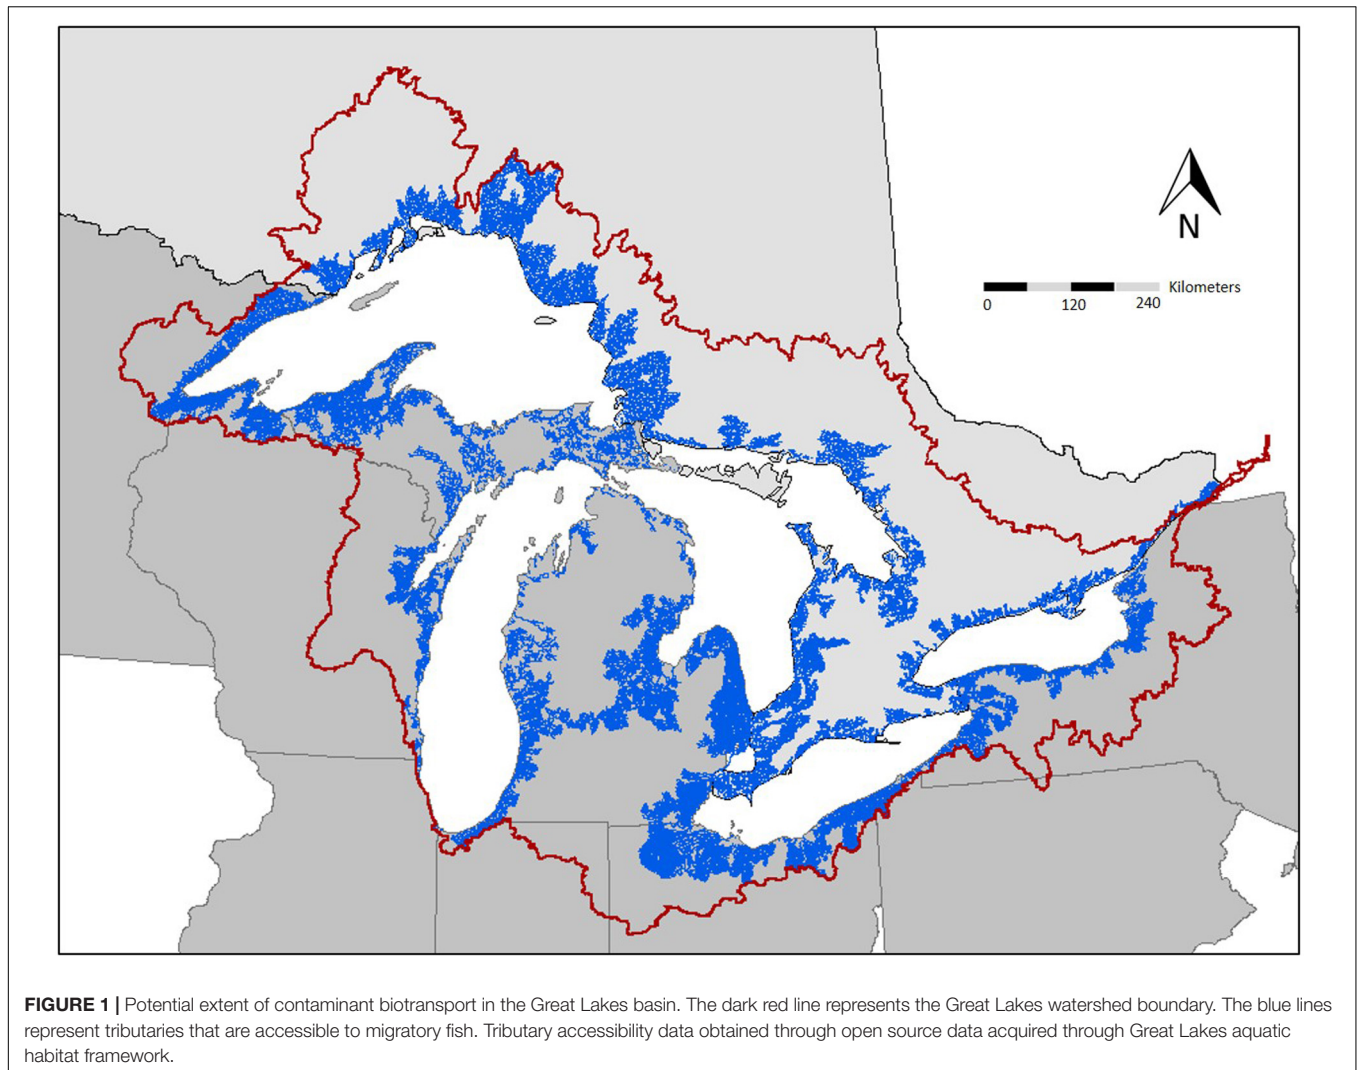 N
Kilometers
0 120 240
FIGURE 1 | Potential extent of contaminant biotransport in the Great Lakes basin. The dark red line represents the Great Lakes watershed boundary. The blue lines
represent tributaries that are accessible to migratory fish. Tributary accessibility data obtained through open source data acquired through Great Lakes aquatic
habitat framework.